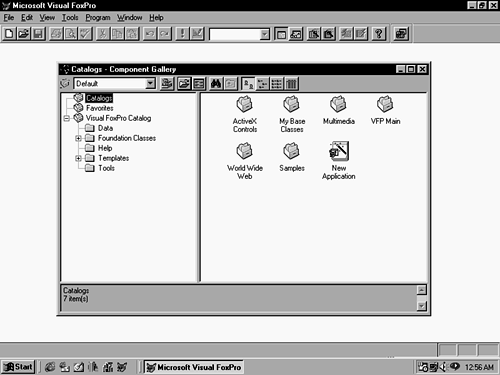 Microsoft Visual FoxPro
File Edit View Tools Program Window Help
Catalogs - Component Gallery
Default
Catalogs
Favorites
Visual FoxPro Catalog
Data
Foundation Classes
Help
Templates
Tools
ActiveX
Controls
My Base
Classes
Multimedia
VFP Main
World Wide
Web
Samples
New
Application
Catalogs
7 item(s)
Start
Microsoft Visual FoxPro
12:56 AM